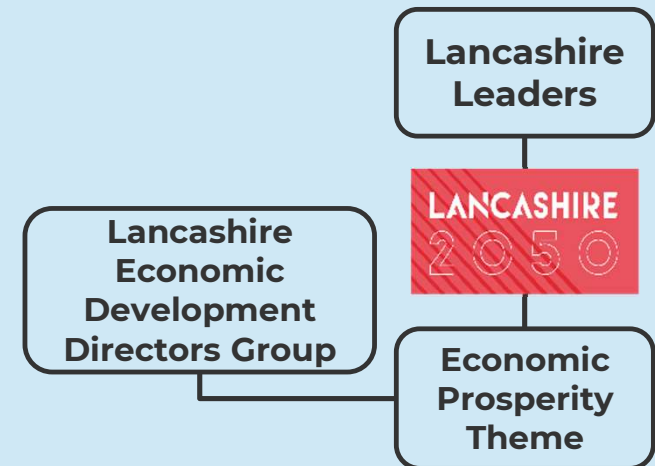 Lancashire
Leaders
LANCASHIRE
2050
Lancashire
Economic
Development
Directors Group
Economic
Prosperity
Theme